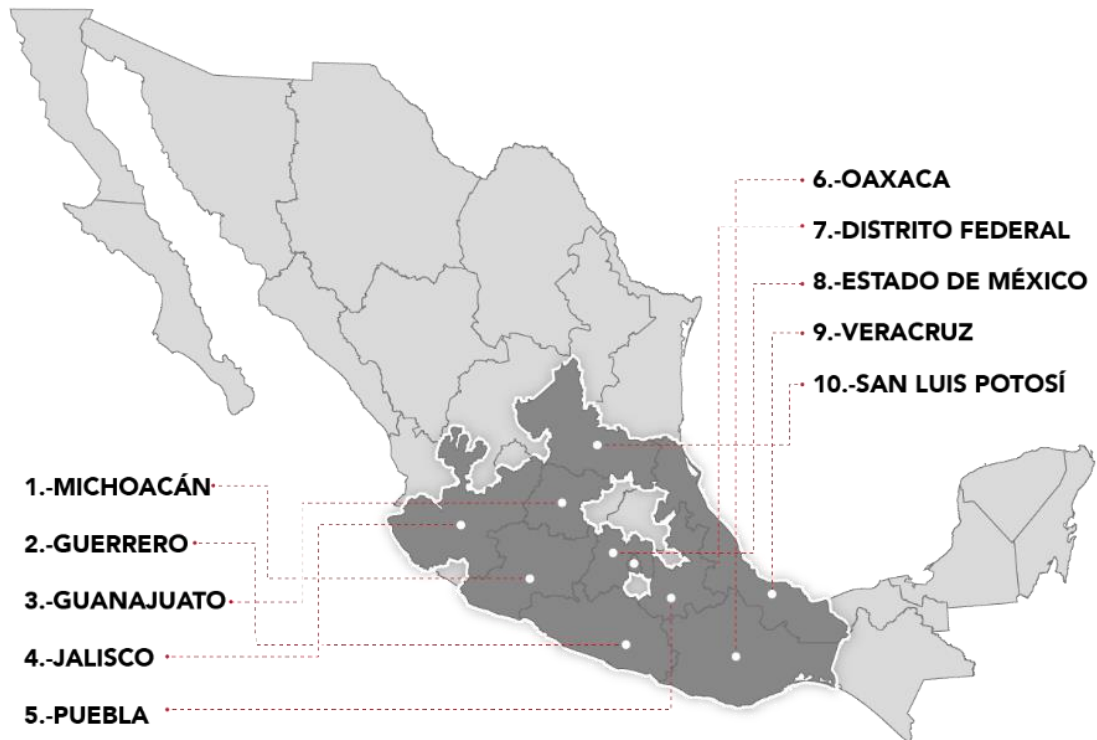 1.-MICHOACÁN
2.-GUERRERO
3.-GUANAJUATO
4.-JALISCO
5.-PUEBLA
6.-OAXACA
7.-DISTRITO FEDERAL
8.-ESTADO DE MÉXICO
9.-VERACRUZ
10.-SAN LUIS POTOSÍ